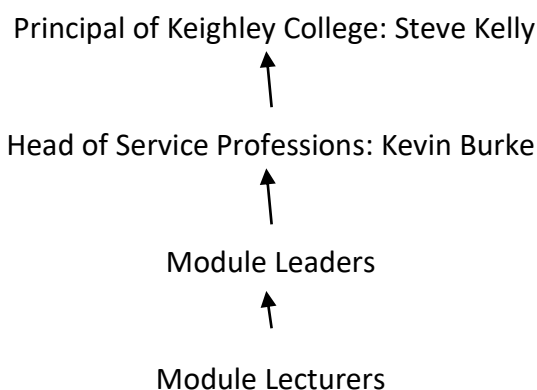 Principal of Keighley College: Steve Kelly
Head of Service Professions: Kevin Burke
Module Leaders
Module Lecturers